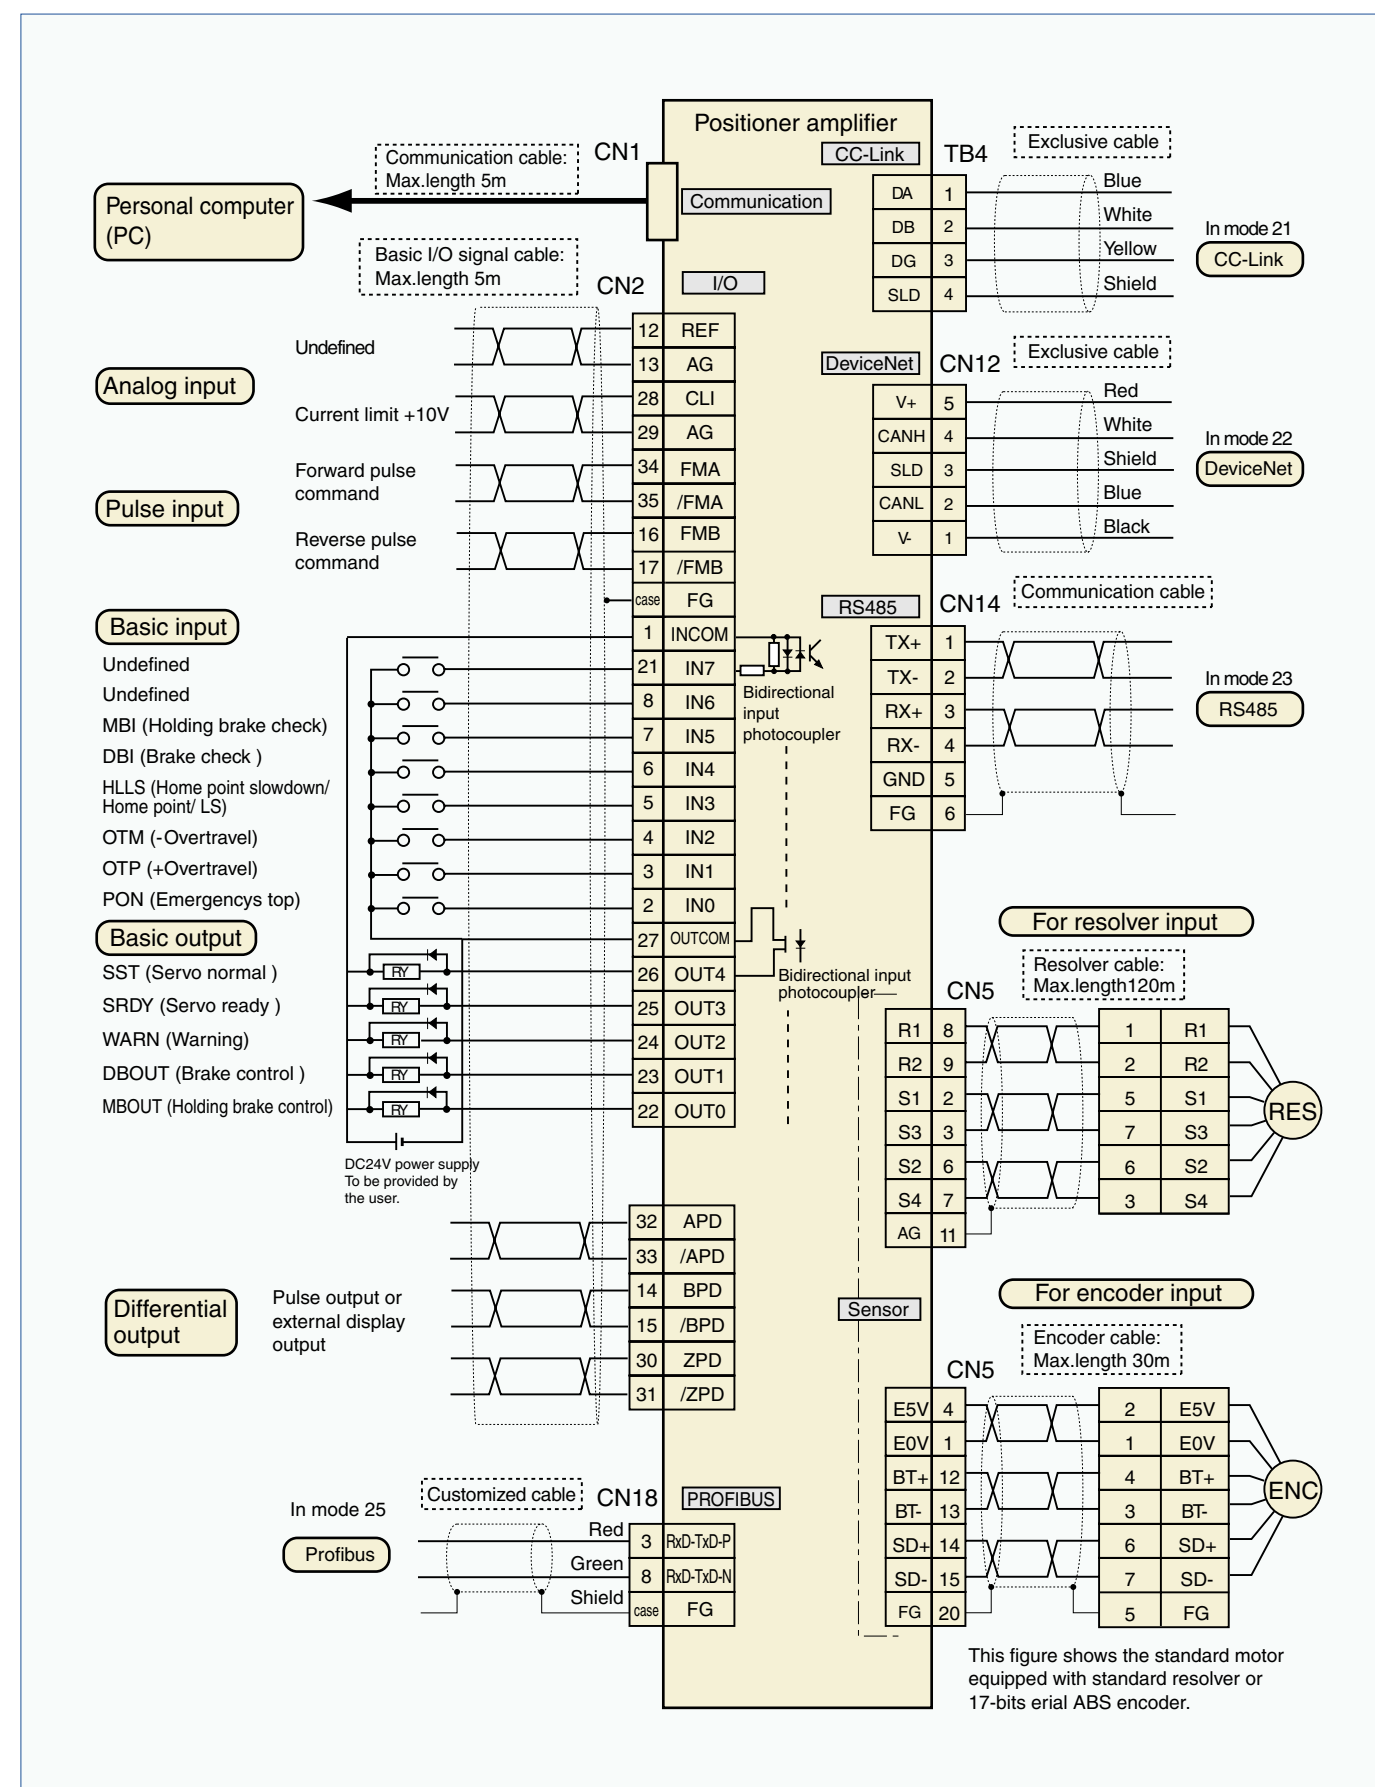 Positioner amplifier
Communication cable:
Max.length 5m
CN1
Communication
Personal computer
(PC)
Basic I/O signal cable:
Max.length 5m
CN2
I/O
Undefined
Analog input
Current limit +10V
Forward pulse
command
Pulse input
Reverse pulse
command
12 REF
13 AG
28 CLI
29 AG
34 FMA
35 /FMA
16 FMB
17 /FMB
case FG
1 INCOM
21 IN7
8 IN6
7 IN5
6 IN4
5 IN3
4 IN2
3 IN1
2 IN0
27 OUTCOM
26 OUT4
25 OUT3
24 OUT2
23 OUT1
22 OUT0
Basic input
Undefined
Undefined
MBI (Holding brake check)
DBI (Brake check )
HLLS (Home point slowdown/
Home point/ LS)
OTM (-Overtravel)
OTP (+Overtravel)
PON (Emergencys top)
Basic output
SST (Servo normal )
SRDY (Servo ready )
WARN (Warning)
DBOUT (Brake control )
MBOUT (Holding brake control)
RY
RY
RY
RY
RY
DC24V power supply
To be provided by
the user.
Bidirectional
input
photocoupler
Bidirectional input
photocoupler
Differential
output
Pulse output or
external display
output
32 APD
33 /APD
14 BPD
15 /BPD
30 ZPD
31 /ZPD
In mode 25
Profibus
Customized cable
CN18
PROFIBUS
Red
Green
Shield
3 RxD-TxD-P
8 RxD-TxD-N
case FG
CC-Link
TB4
Exclusive cable
DA 1 Blue
DB 2 White
DG 3 Yellow
SLD 4 Shield
In mode 21
CC-Link
DeviceNet
CN12
Exclusive cable
V+ 5 Red
CANH 4 White
SLD 3 Shield
CANL 2 Blue
V- 1 Black
In mode 22
DeviceNet
RS485
CN14
Communication cable
TX+ 1
TX- 2
RX+ 3
RX- 4
GND 5
FG 6
In mode 23
RS485
For resolver input
Resolver cable:
Max.length120m
CN5
R1 8 1 R1
R2 9 2 R2
S1 2 5 S1
S3 3 7 S3
S2 6 6 S2
S4 7 3 S4
AG 11
RES
Sensor
For encoder input
Encoder cable:
Max.length 30m
CN5
E5V 4 2 E5V
E0V 1 1 E0V
BT+ 12 4 BT+
BT- 13 3 BT-
SD+ 14 6 SD+
SD- 15 7 SD-
FG 20 5 FG
ENC
This figure shows the standard motor
equipped with standard resolver or
17-bits erial ABS encoder.